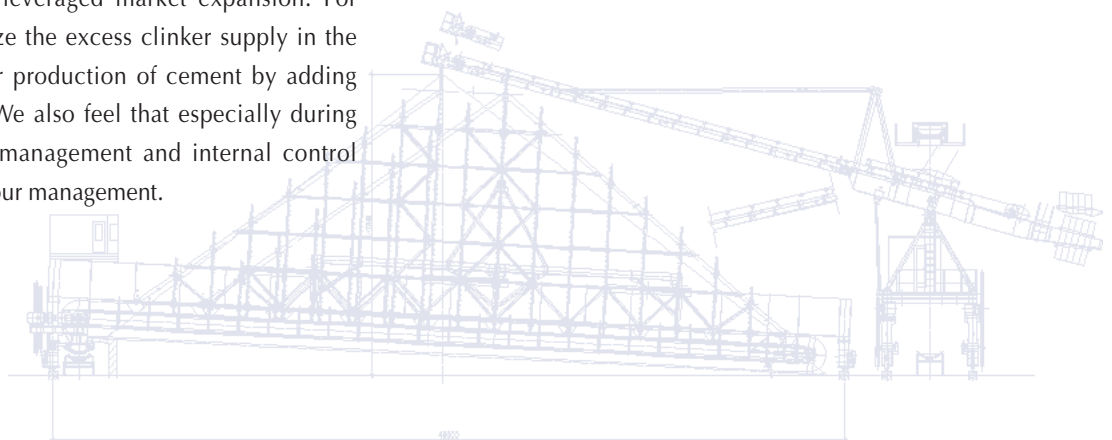 leveraged market expansion. For
ze the excess clinker supply in the
r production of cement by adding
We also feel that especially during
management and internal control
our management.